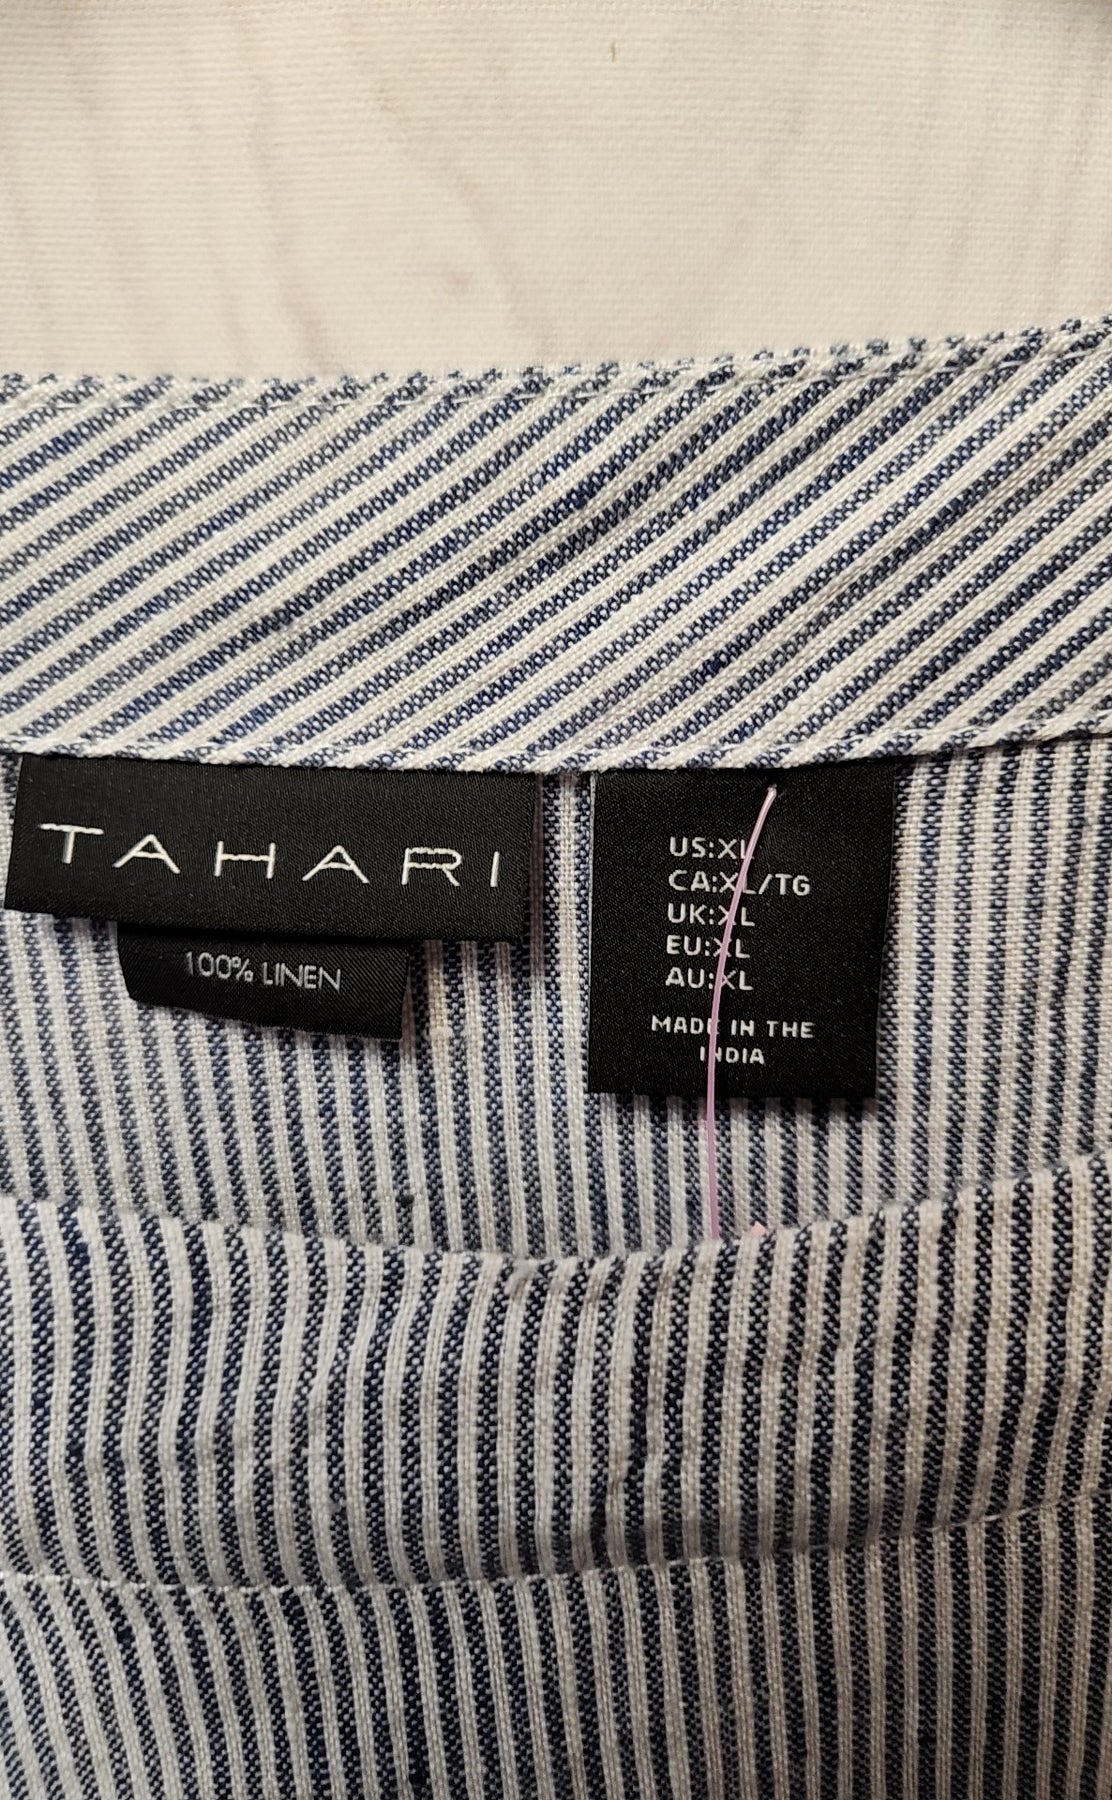 TAHARI
100% LINEN
US:XL
CA:XL/TG
UK:XL
EU:XL
AU:XL
MADE IN THE
INDIA